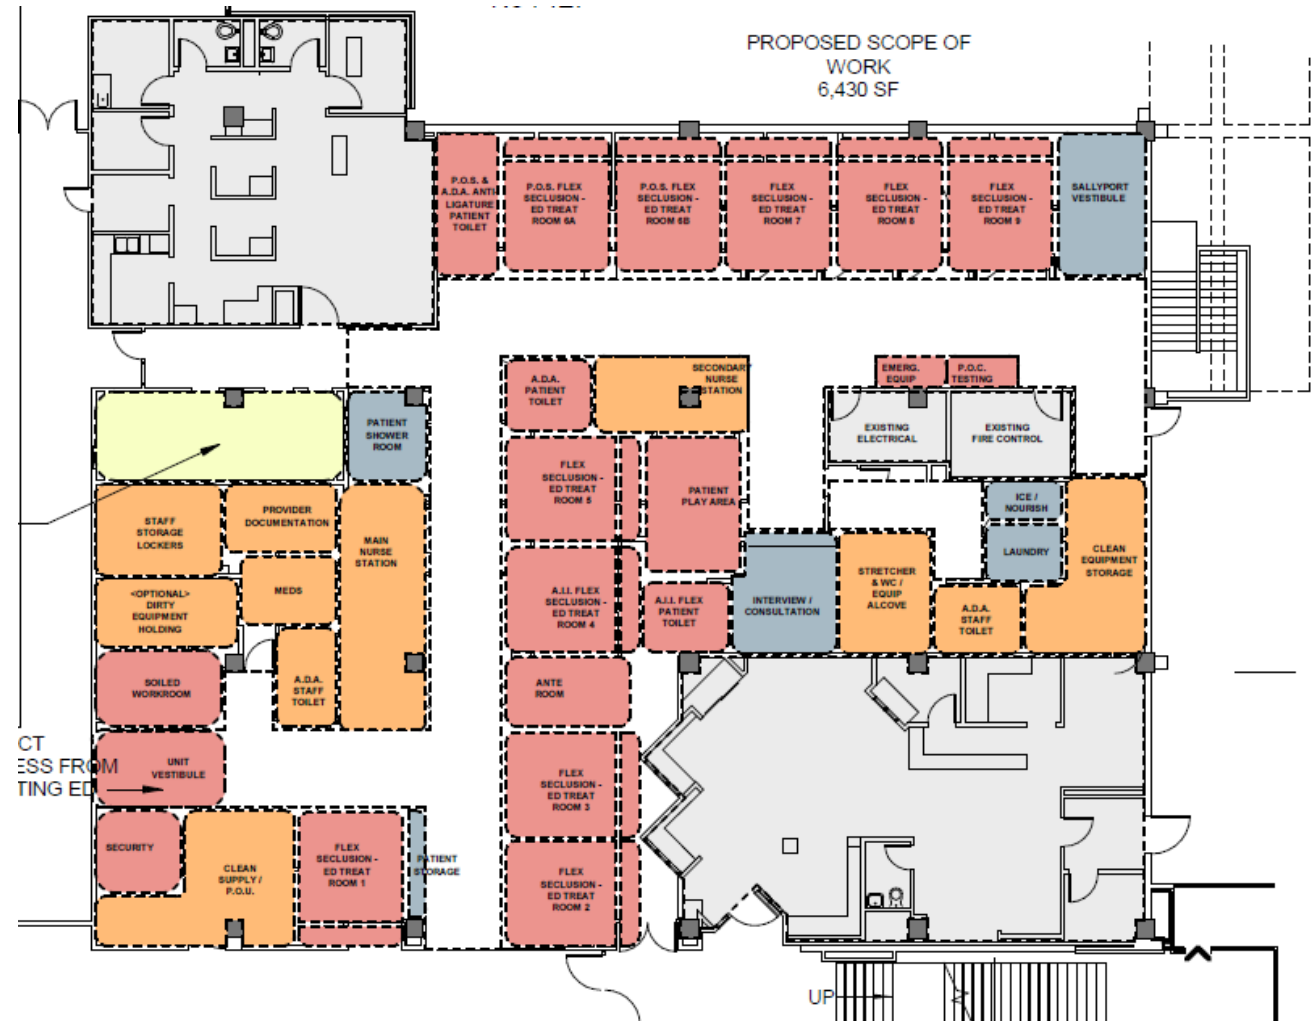 PROPOSED SCOPE OF
WORK
6,430 SF
P.O.S. &
A.D.A. ANTI-
LIGATURE
PATIENT
TOILET
P.O.S. FLEX
SECLUSION -
ED TREAT
ROOM 6A
P.O.S. FLEX
SECLUSION -
ED TREAT
ROOM 6B
FLEX
SECLUSION -
ED TREAT
ROOM 7
FLEX
SECLUSION -
ED TREAT
ROOM 8
FLEX
SECLUSION -
ED TREAT
ROOM 9
SALLYPORT
VESTIBULE
A.D.A.
PATIENT
TOILET
SECONDARY
NURSE
STATION
EMERG.
EQUIP
P.O.C.
TESTING
PATIENT
SHOWER
ROOM
EXISTING
ELECTRICAL
EXISTING
FIRE CONTROL
FLEX
SECLUSION -
ED TREAT
ROOM 5
PATIENT
PLAY AREA
ICE /
NOURISH
STAFF
STORAGE
LOCKERS
PROVIDER
DOCUMENTATION
MAIN
NURSE
STATION
LAUNDRY
CLEAN
EQUIPMENT
STORAGE
<OPTIONAL>
DIRTY
EQUIPMENT
HOLDING
MEDS
A.I.I. FLEX
SECLUSION -
ED TREAT
ROOM 4
A.I.I. FLEX
PATIENT
TOILET
INTERVIEW /
CONSULTATION
STRETCHER
& WC /
EQUIP
ALCOVE
A.D.A.
STAFF
TOILET
SOILED
WORKROOM
A.D.A.
STAFF
TOILET
ANTE
ROOM
CT
ESS FROM
TING ED
UNIT
VESTIBULE
FLEX
SECLUSION -
ED TREAT
ROOM 3
SECURITY
CLEAN
SUPPLY /
P.O.U.
FLEX
SECLUSION -
ED TREAT
ROOM 1
PATIENT
STORAGE
FLEX
SECLUSION -
ED TREAT
ROOM 2
UP